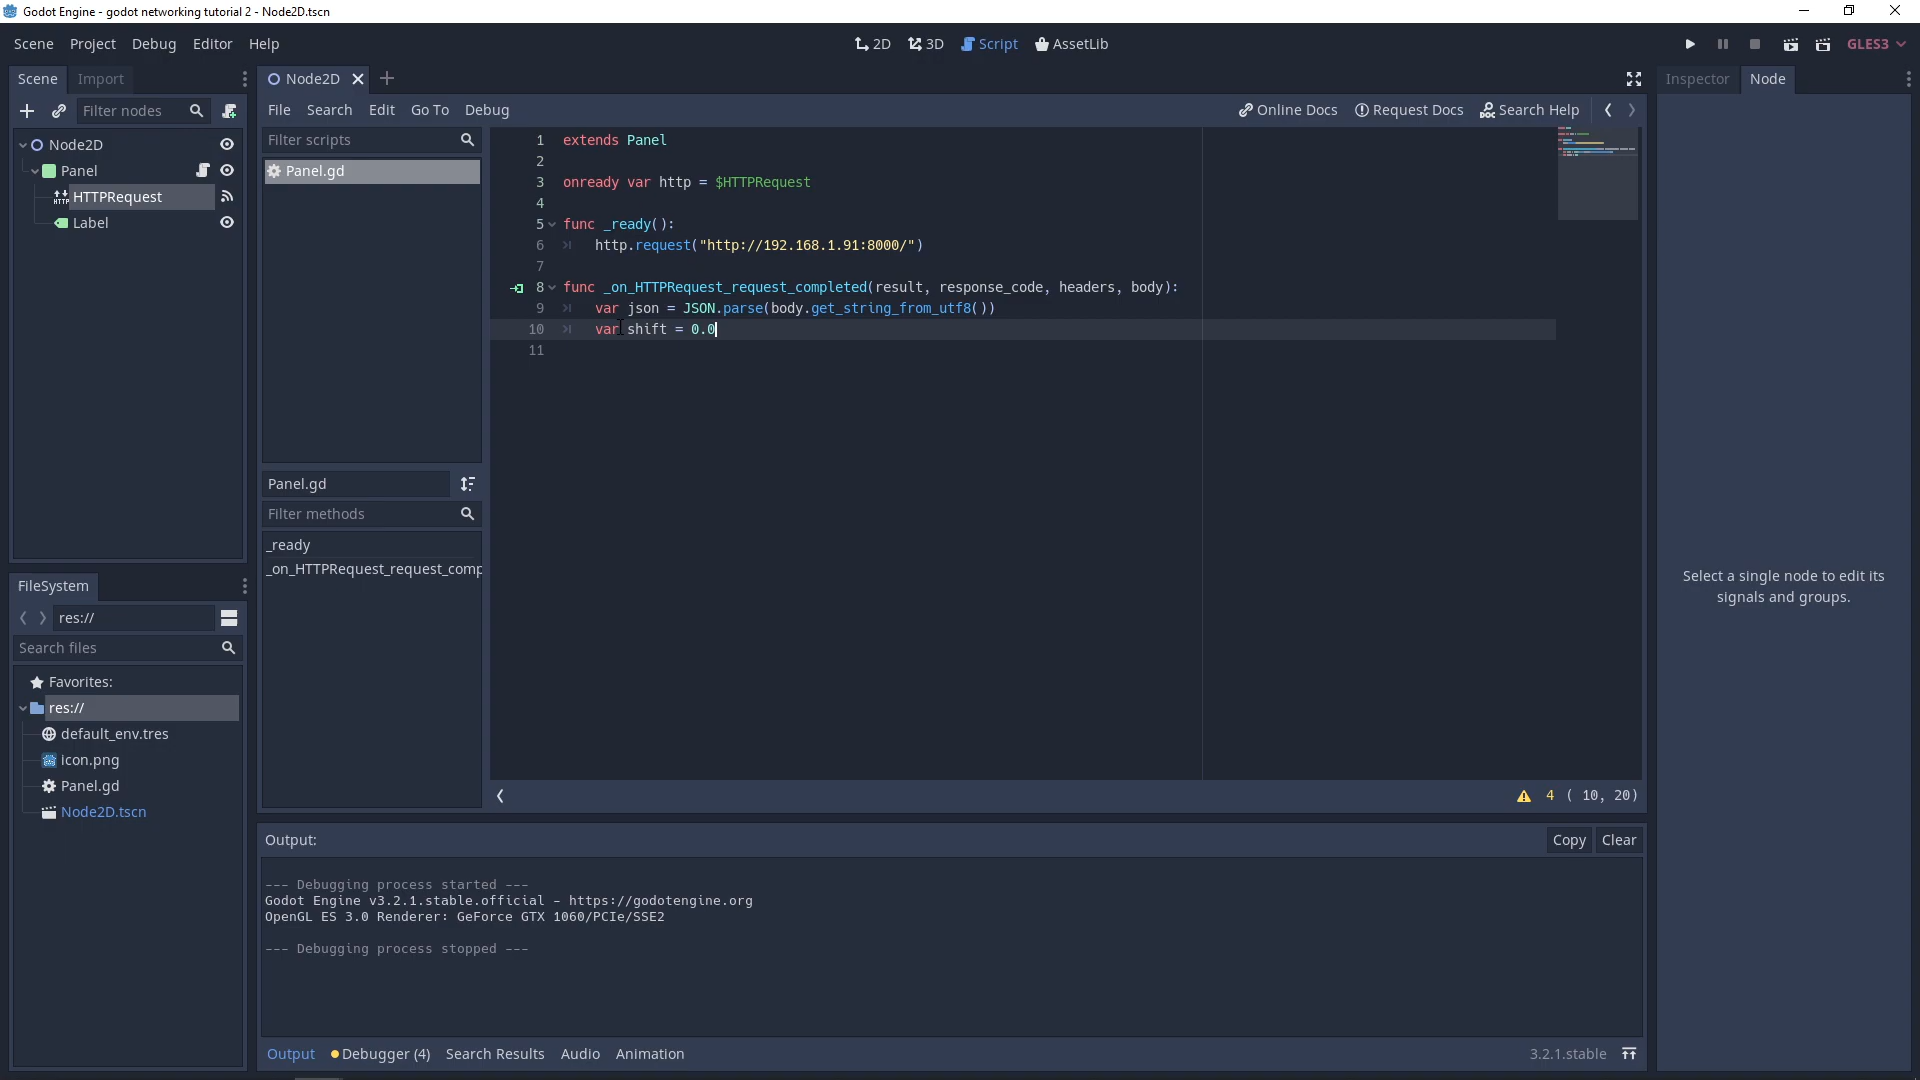 Godot Engine - godot networking tutorial 2 - Node2D.tscn
Scene Project Debug Editor Help
2D 3D Script AssetLib
GLES3
Scene Import
Filter nodes
Node2D
Panel
HTTPRequest
Label
FileSystem
res://
Search files
Favorites:
res://
default_env.tres
icon.png
Panel.gd
Node2D.tscn
Node2D
File Search Edit Go To Debug
Online Docs Request Docs Search Help
Filter scripts
Panel.gd
Panel.gd
Filter methods
_ready
_on_HTTPRequest_request_comp
1 extends Panel
2
3 onready var http = $HTTPRequest
4
5 func _ready():
6 http.request("http://192.168.1.91:8000/")
7
8 func _on_HTTPRequest_request_completed(result, response_code, headers, body):
9 var json = JSON.parse(body.get_string_from_utf8())
10 var shift = 0.0
11
4 ( 10, 20)
Output:
Copy Clear
--- Debugging process started ---
Godot Engine v3.2.1.stable.official - https://godotengine.org
OpenGL ES 3.0 Renderer: GeForce GTX 1060/PCIe/SSE2
--- Debugging process stopped ---
Output Debugger (4) Search Results Audio Animation
3.2.1.stable
Inspector Node
Select a single node to edit its
signals and groups.